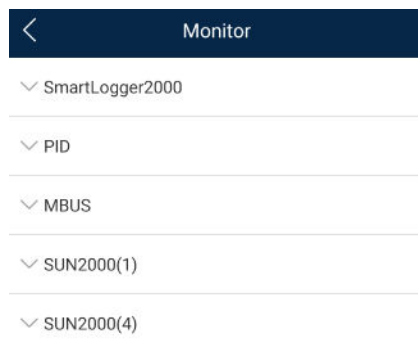 Monitor
SmartLogger2000
PID
MBUS
SUN2000(1)
SUN2000(4)